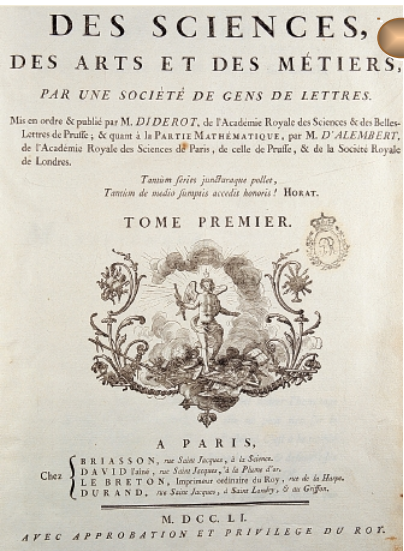 DES SCIENCES,
DES ARTS ET DES MÉTIERS,
PAR UNE SOCIÉTÉ DE GENS DE LETTRES.
Mis en ordre & publié par M. DIDEROT, de l'Académie Royale des Sciences & des Belles-
Lettres de Prusse ; & quant à la PARTIE MATHÉMATIQUE, par M. D'ALEMBERT,
de l'Académie Royale des Sciences de Paris, de celle de Prusse, & de la Société Royale
de Londres.
Tantùm series juncturaque pollet,
Tantùm de medio sumptis accedit honoris ! HORAT.
TOME PREMIER.
A PARIS,
Chez
BRIASSON, rue Saint Jacques, à la Science.
DAVID l'aîné, rue Saint Jacques, à la Plume d'or.
LE BRETON, Imprimeur ordinaire du Roy, rue de la Harpe.
DURAND, rue Saint Jacques, à Saint Landry, & au Griffon.
M. DCC. LI.
AVEC APPROBATION ET PRIVILEGE DU ROY.